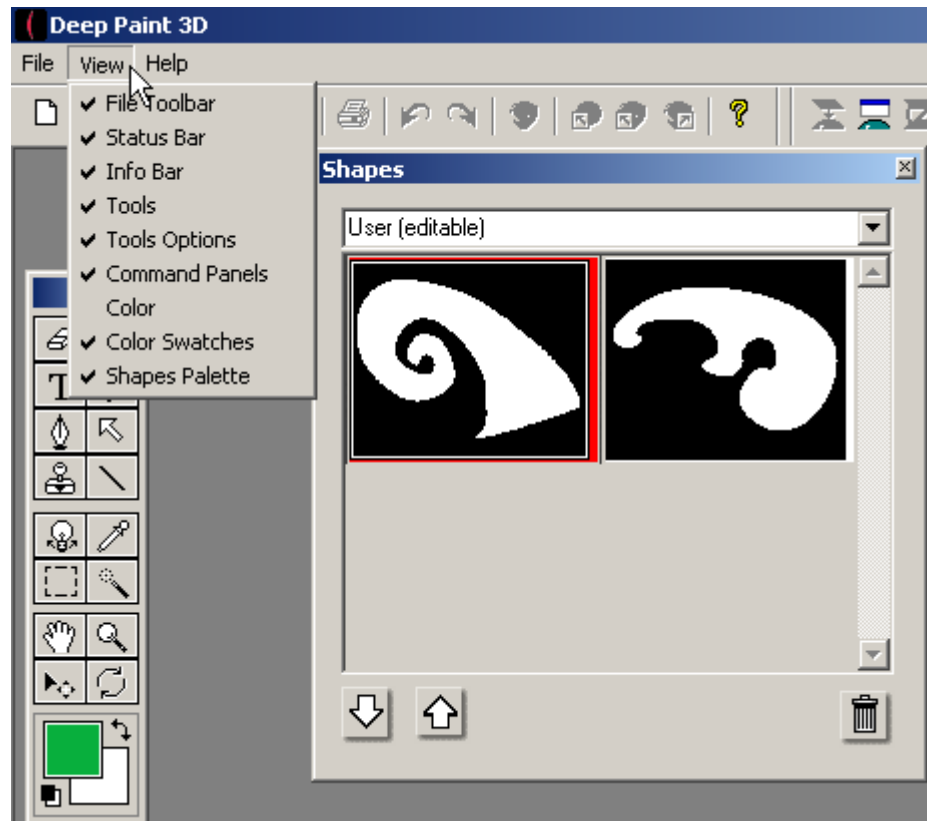 Deep Paint 3D
File View Help
File Toolbar
Status Bar
Info Bar
Tools
Tools Options
Command Panels
Color
Color Swatches
Shapes Palette
Shapes
User (editable)
T